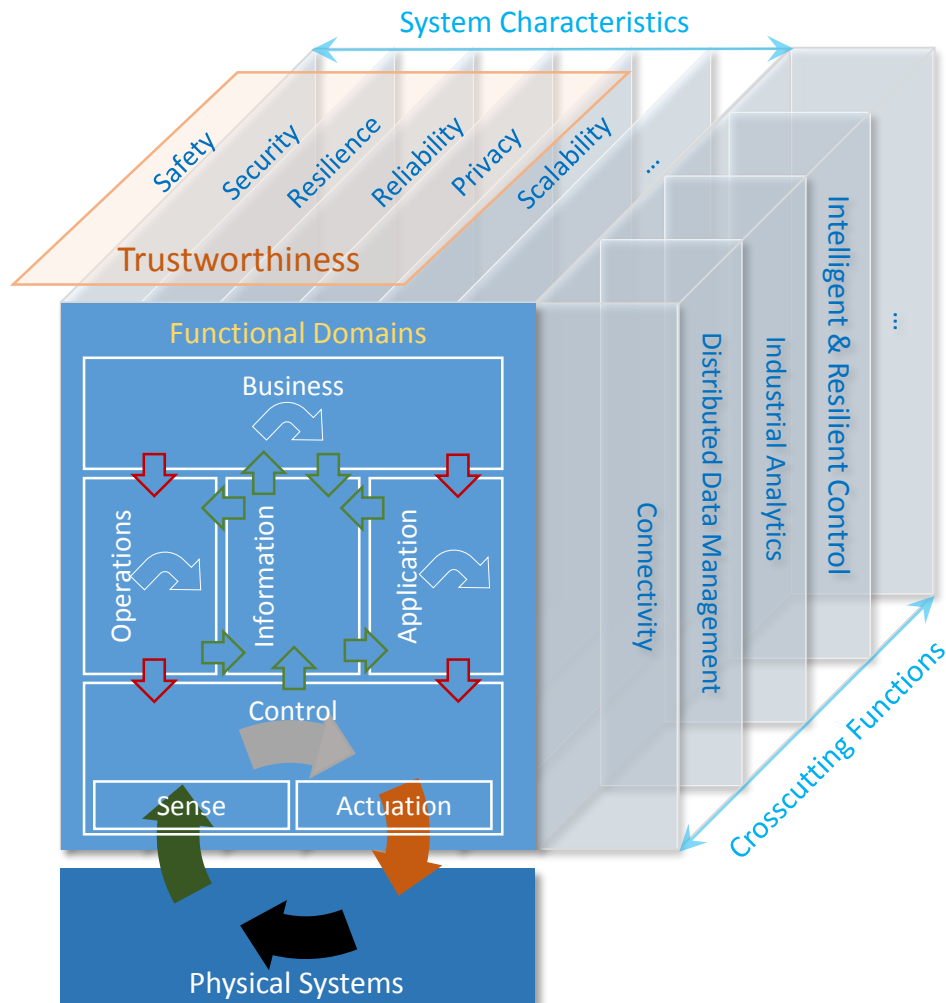 System Characteristics
Safety
Security
Resilience
Reliability
Privacy
Scalability
...
Trustworthiness
Functional Domains
Business
Operations
Information
Application
Control
Sense
Actuation
Physical Systems
Connectivity
Distributed Data Management
Industrial Analytics
Intelligent & Resilient Control
...
Crosscutting Functions